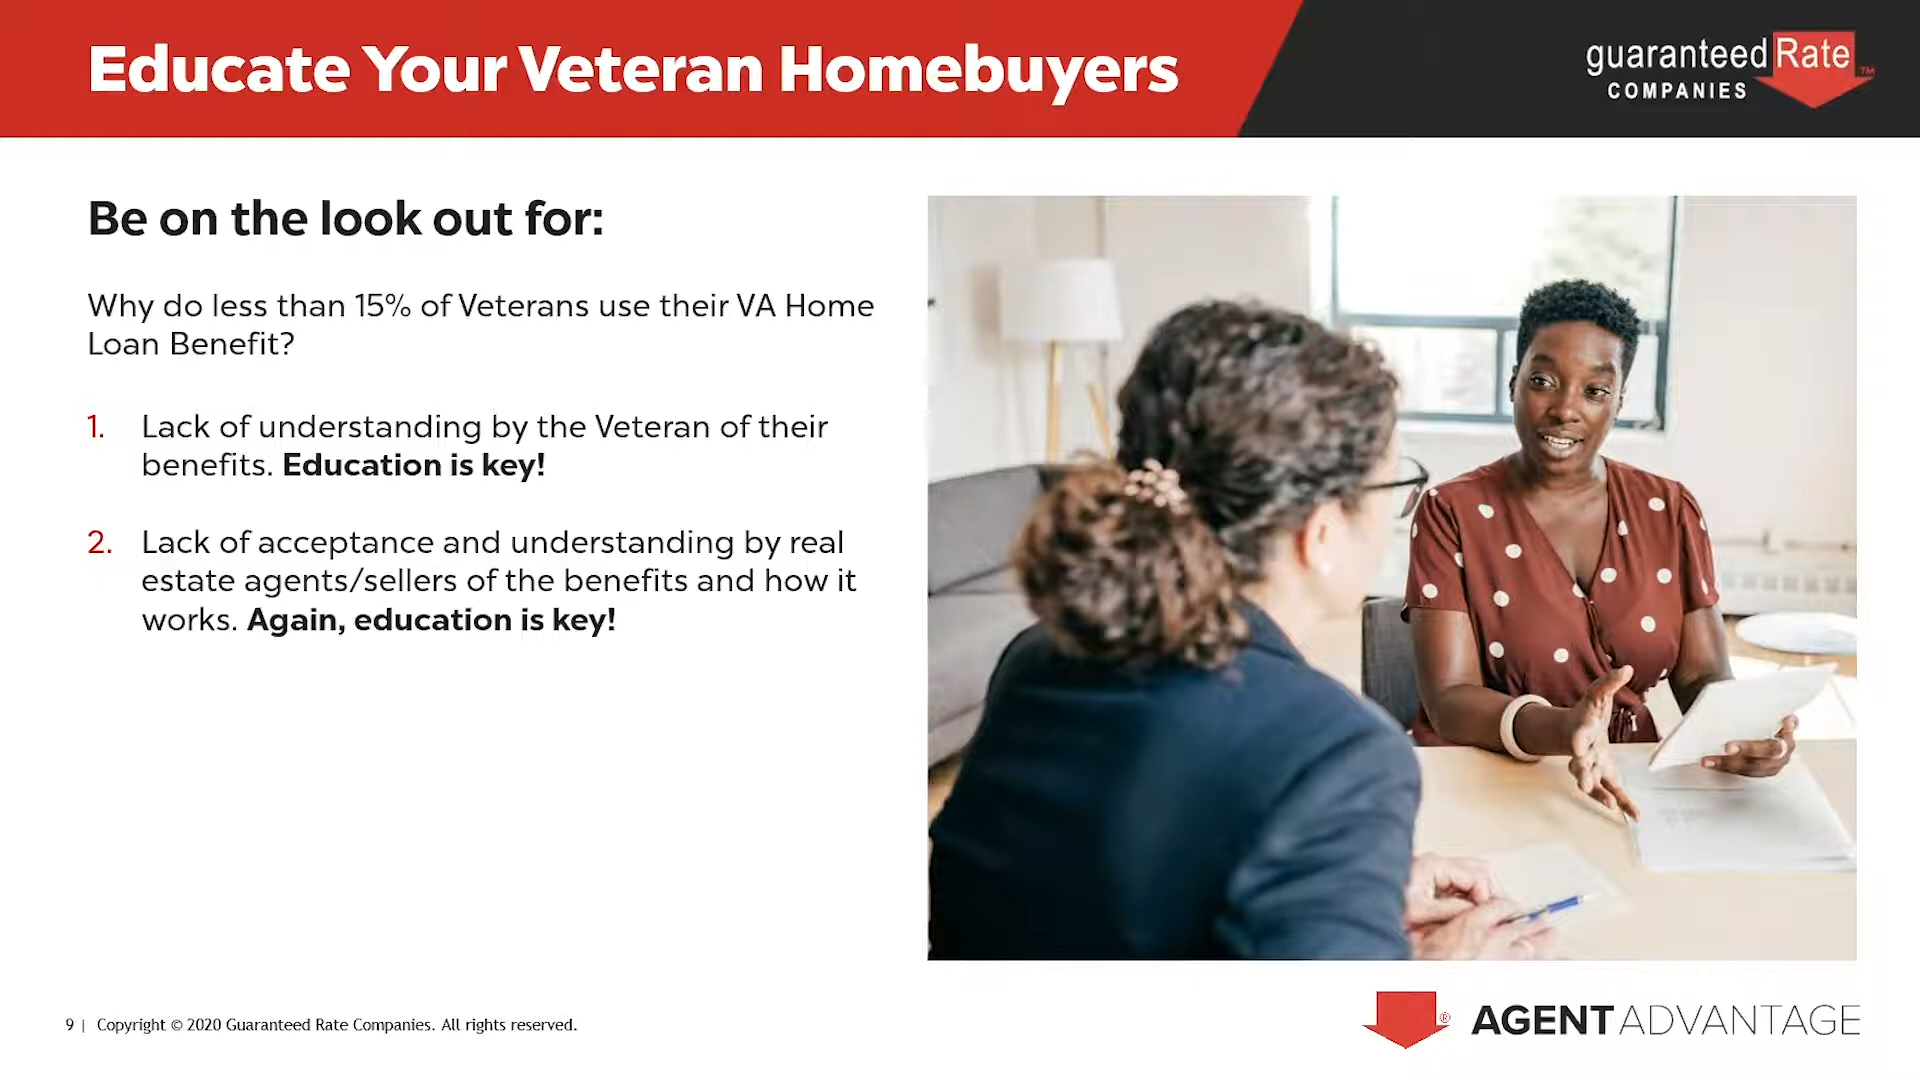 Educate Your Veteran Homebuyers
guaranteed Rate ™
COMPANIES
Be on the look out for:
Why do less than 15% of Veterans use their VA Home
Loan Benefit?
1. Lack of understanding by the Veteran of their
benefits. Education is key!
2. Lack of acceptance and understanding by real
estate agents/sellers of the benefits and how it
works. Again, education is key!
9 | Copyright © 2020 Guaranteed Rate Companies. All rights reserved.
® AGENTADVANTAGE